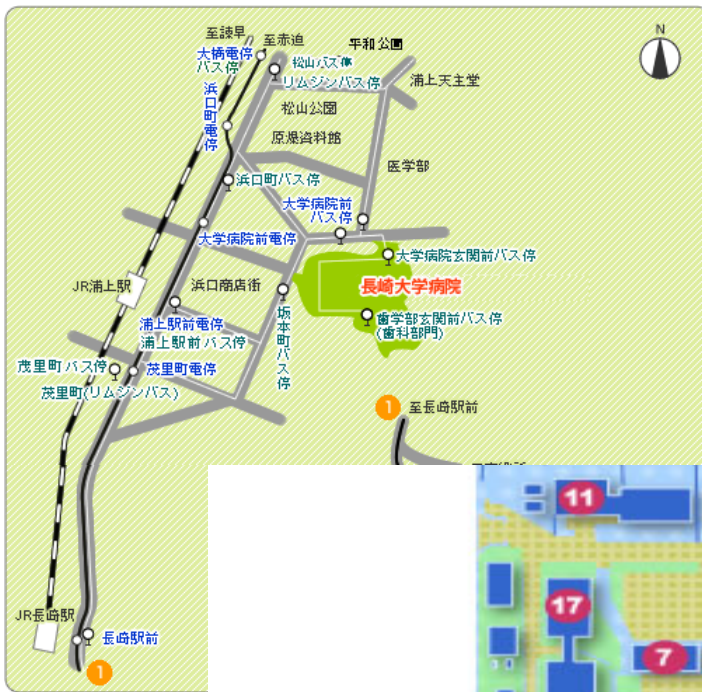 至諫早
至赤迫
N
平和公園
大橋電停
バス停
松山バス停
リムジンバス停
浦上天主堂
浜口町電停
松山公園
原爆資料館
医学部
浜口町バス停
大学病院前
バス停
大学病院前電停
大学病院玄関前バス停
JR浦上駅
浜口商店街
長崎大学病院
坂本町バス停
浦上駅前電停
浦上駅前バス停
歯学部玄関前バス停
(歯科部門)
茂里町バス停
茂里町電停
茂里町(リムジンバス)
1
至長崎駅前
11
17
7
JR長崎駅
長崎駅前
1